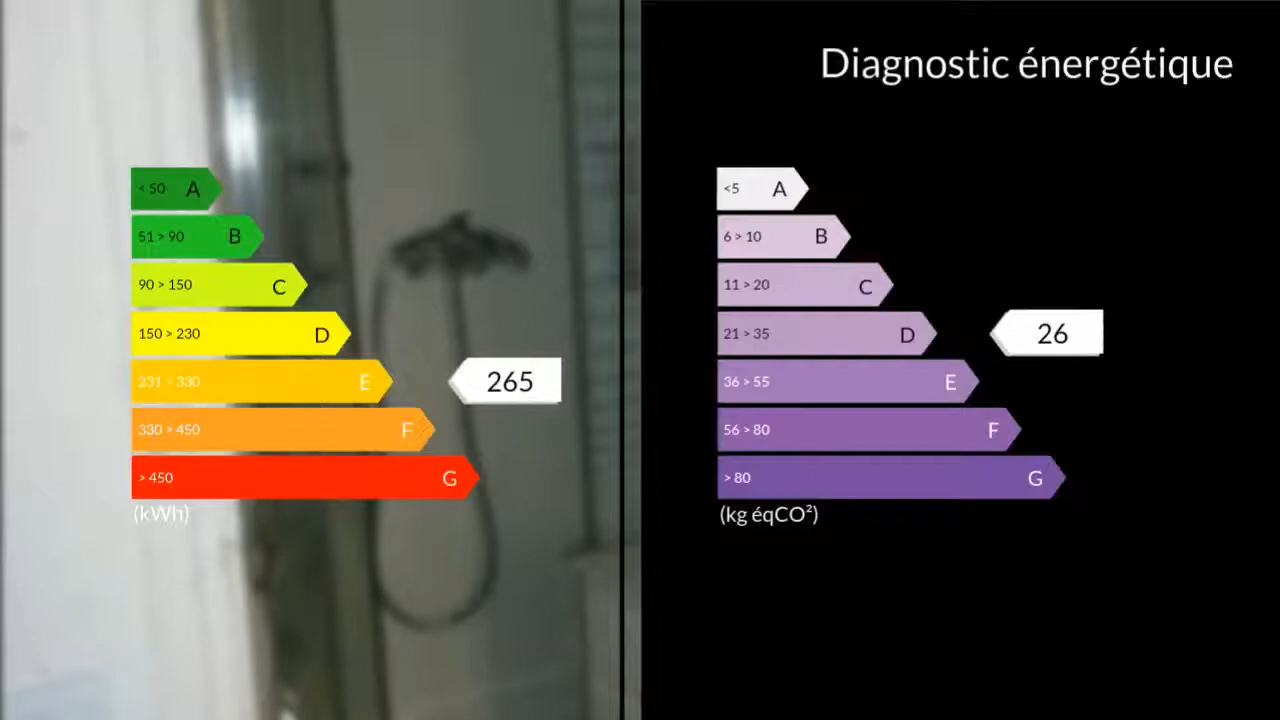 Diagnostic énergétique
< 50 A
51 > 90 B
90 > 150 C
150 > 230 D
231 > 330 E
265
330 > 450 F
> 450 G
(kWh)
<5 A
6 > 10 B
11 > 20 C
21 > 35 D
26
36 > 55 E
56 > 80 F
> 80 G
(kg éqCO²)